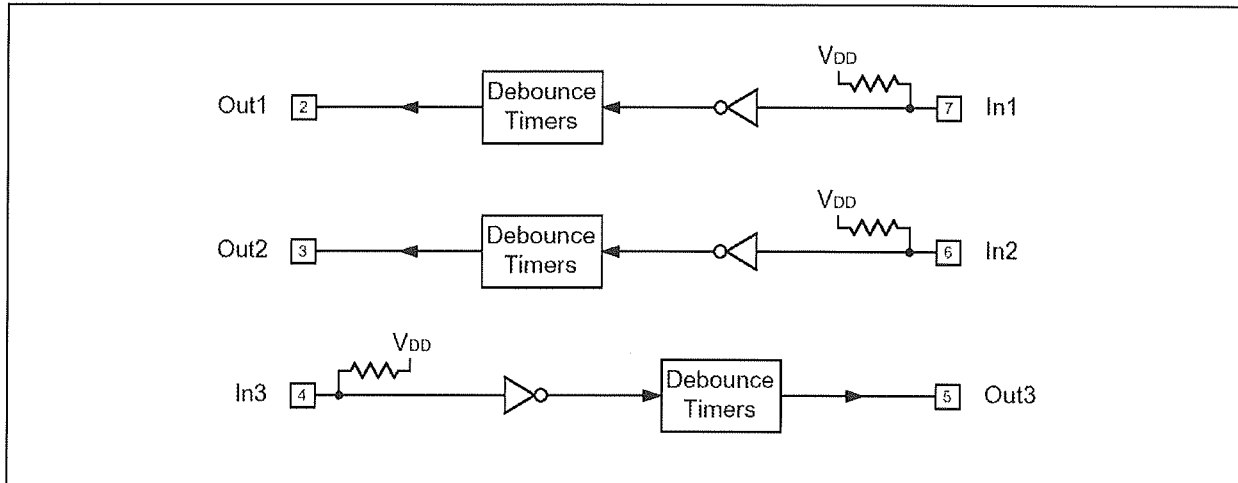 VDD
Out1 2 Debounce Timers 7 In1
VDD
Out2 3 Debounce Timers 6 In2
VDD
In3 4 Debounce Timers 5 Out3